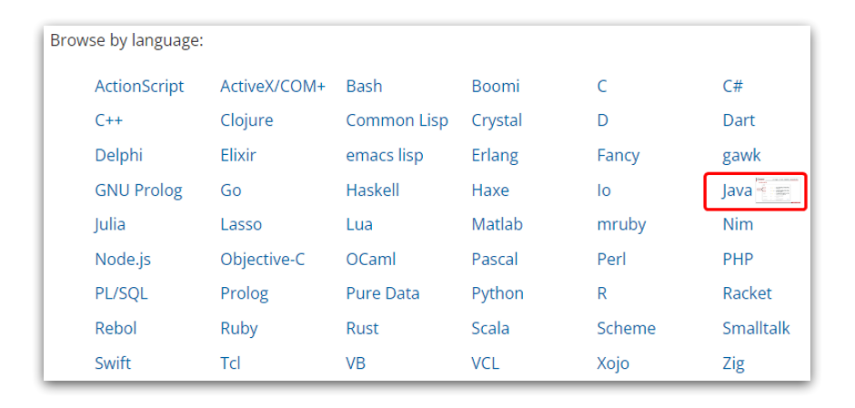 Browse by language:
ActionScript ActiveX/COM+ Bash Boomi C C#
C++ Clojure Common Lisp Crystal D Dart
Delphi Elixir emacs lisp Erlang Fancy gawk
GNU Prolog Go Haskell Haxe Io Java
Julia Lasso Lua Matlab mruby Nim
Node.js Objective-C OCaml Pascal Perl PHP
PL/SQL Prolog Pure Data Python R Racket
Rebol Ruby Rust Scala Scheme Smalltalk
Swift Tcl VB VCL Xojo Zig